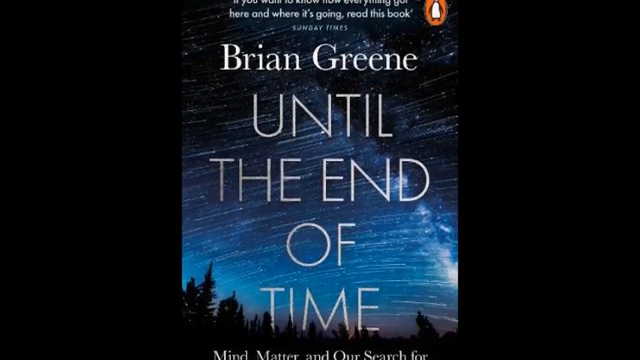 'If you want to know how everything got
here and where it's going, read this book'
SUNDAY TIMES
Brian Greene
UNTIL
THE END
OF
TIME
Mind, Matter, and Our Search for